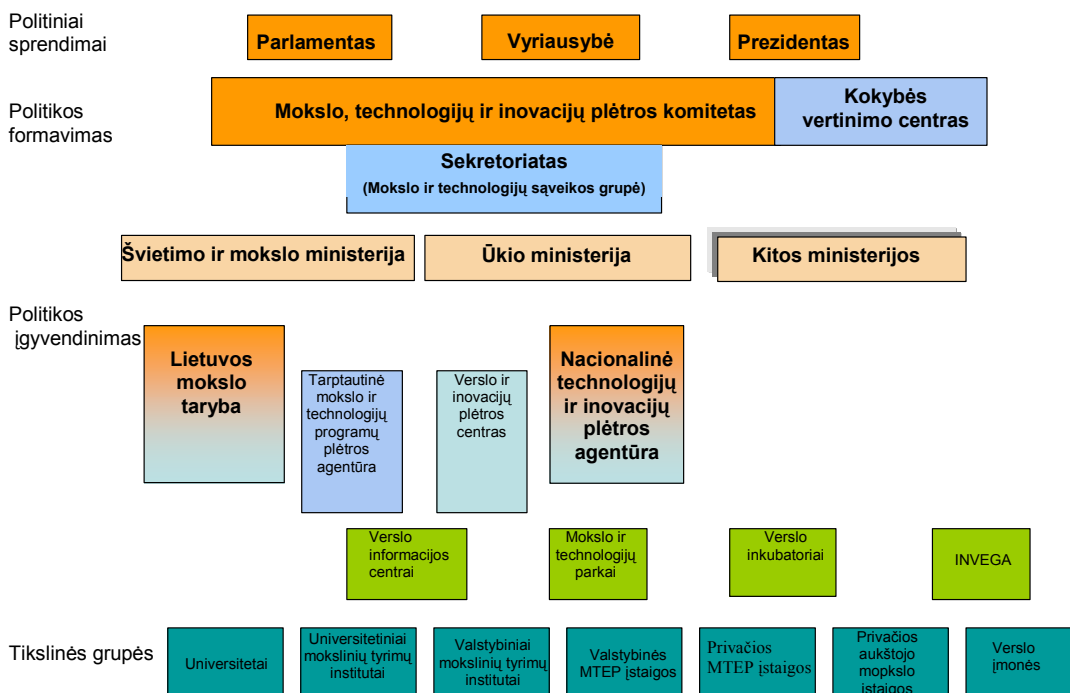 Politiniai
sprendimai
Parlamentas
Vyriausybė
Prezidentas
Politikos
formavimas
Mokslo, technologijų ir inovacijų plėtros komitetas
Kokybės
vertinimo centras
Sekretoriatas
(Mokslo ir technologijų sąveikos grupė)
Švietimo ir mokslo ministerija
Ūkio ministerija
Kitos ministerijos
Politikos
įgyvendinimas
Lietuvos
mokslo
taryba
Tarptautinė
mokslo ir
technologijų
programų
plėtros
agentūra
Verslo ir
inovacijų
plėtros
centras
Nacionalinė
technologijų
ir inovacijų
plėtros
agentūra
Verslo
informacijos
centrai
Mokslo ir
technologijų
parkai
Verslo
inkubatoriai
INVEGA
Tikslinės grupės
Universitetai
Universitetiniai
mokslinių tyrimų
institutai
Valstybiniai
mokslinių tyrimų
institutai
Valstybinės
MTEP įstaigos
Privačios
MTEP įstaigos
Privačios
aukštojo
mopkslo
įstaigos
Verslo
įmonės